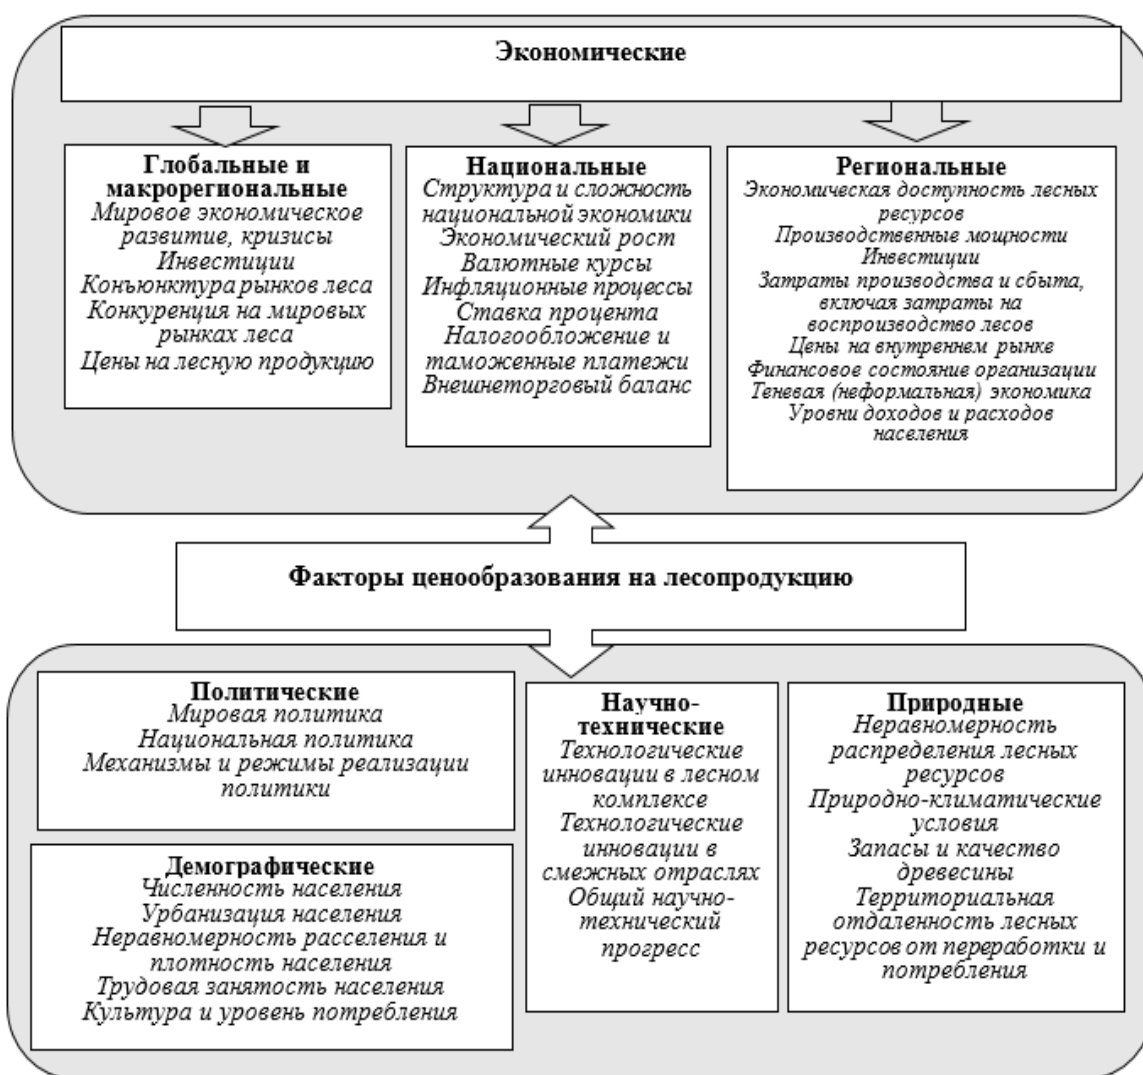 Экономические
Глобальные и
макрорегиональные
Мировое экономическое
развитие, кризисы
Инвестиции
Конъюнктура рынков леса
Конкуренция на мировых
рынках леса
Цены на лесную продукцию
Национальные
Структура и сложность
национальной экономики
Экономический рост
Валютные курсы
Инфляционные процессы
Ставка процента
Налогообложение и
таможенные платежи
Внешнеторговый баланс
Региональные
Экономическая доступность лесных
ресурсов
Производственные мощности
Инвестиции
Затраты производства и сбыта,
включая затраты на
воспроизводство лесов
Цены на внутреннем рынке
Финансовое состояние организации
Теневая (неформальная) экономика
Уровни доходов и расходов
населения
Факторы ценообразования на лесопродукцию
Политические
Мировая политика
Национальная политика
Механизмы и режимы реализации
политики
Демографические
Численность населения
Урбанизация населения
Неравномерность расселения и
плотность населения
Трудовая занятость населения
Культура и уровень потребления
Научно-
технические
Технологические
инновации в лесном
комплексе
Технологические
инновации в
смежных отраслях
Общий научно-
технический
прогресс
Природные
Неравномерность
распределения лесных
ресурсов
Природно-климатические
условия
Запасы и качество
древесины
Территориальная
отдаленность лесных
ресурсов от переработки и
потребления